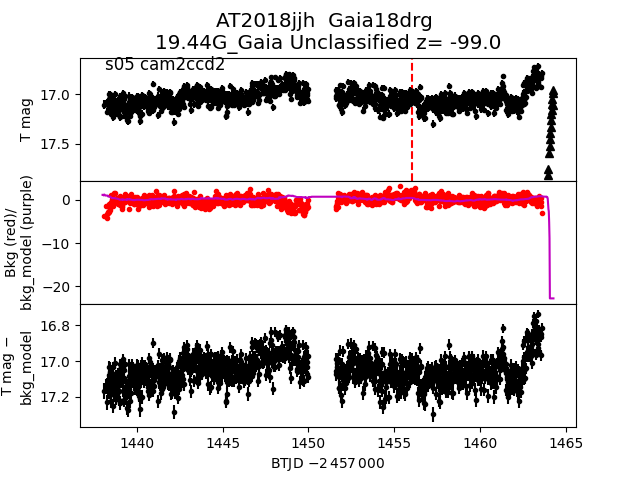 AT2018jjh  Gaia18drg
19.44G_Gaia Unclassified z= -99.0
s05 cam2ccd2
T mag
17.0
17.5
Bkg (red)/
bkg_model (purple)
0
−10
−20
T mag −
bkg_model
16.8
17.0
17.2
1440 1445 1450 1455 1460 1465
BTJD −2 457 000